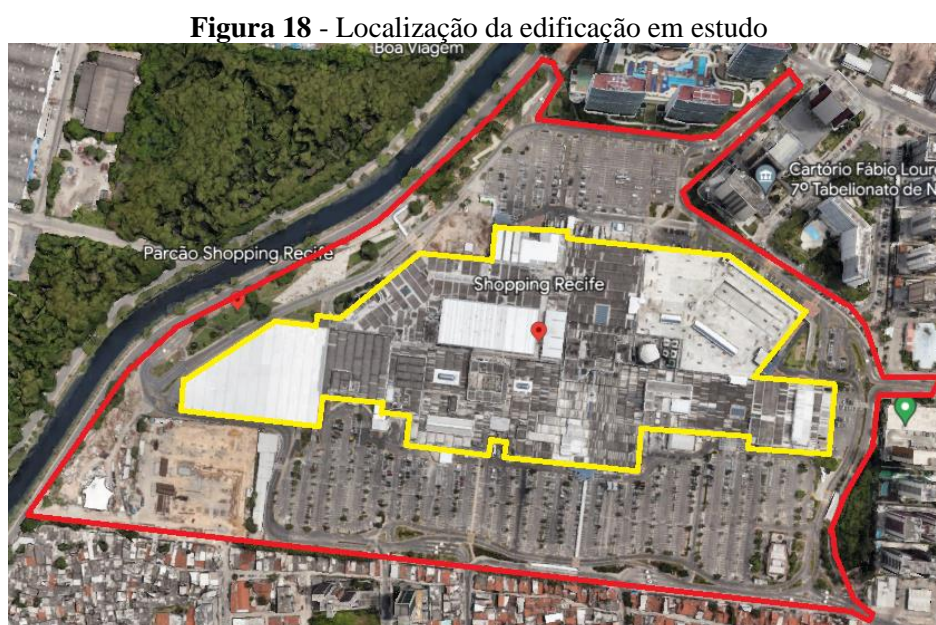 Figura 18 - Localização da edificação em estudo
Boa Viagem
Cartório Fábio Loure
7º Tabelionato de N
Parcão Shopping Recife
Shopping Recife